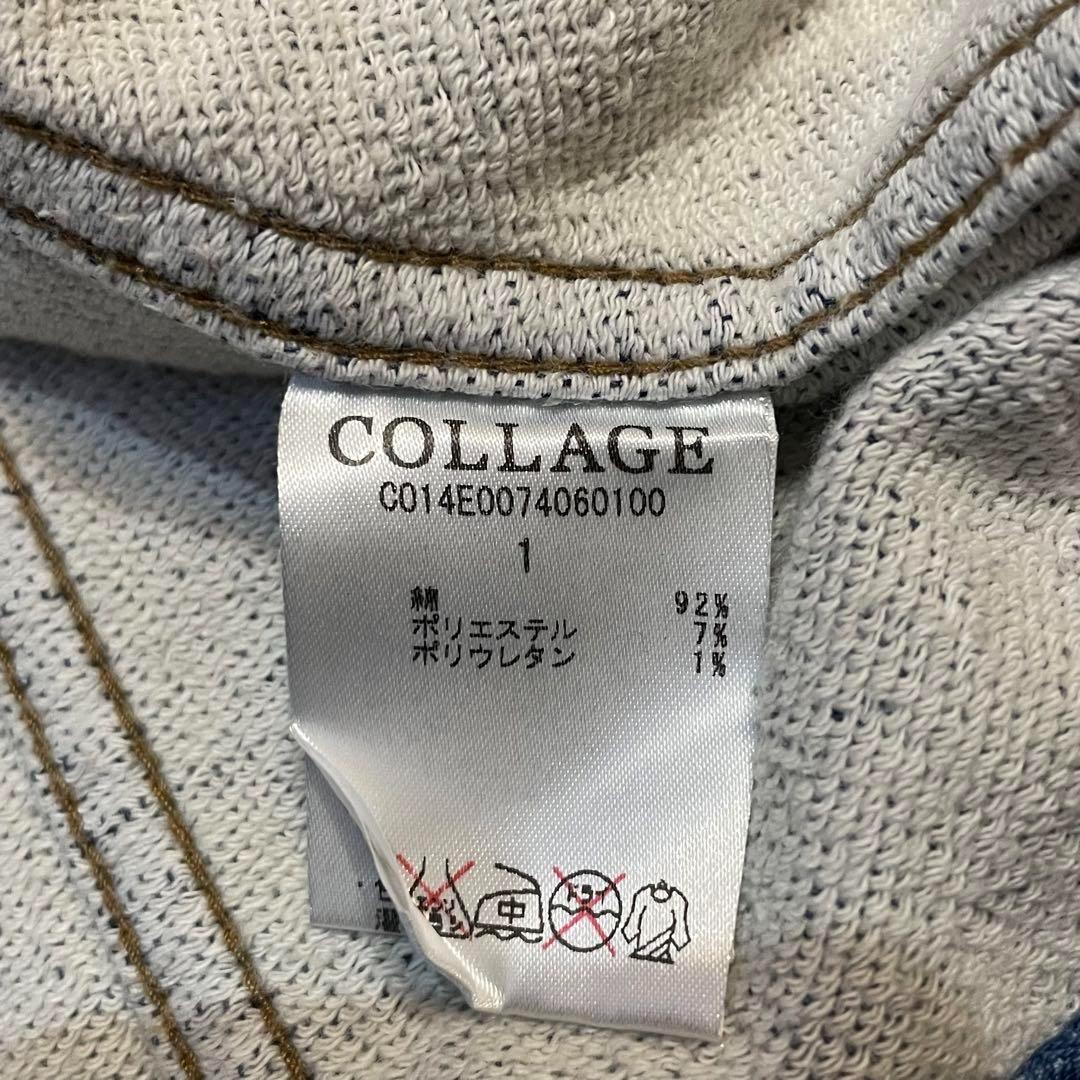 COLLAGE
C014E0074060100
1
綿 92%
ポリエステル 7%
ポリウレタン 1%
中